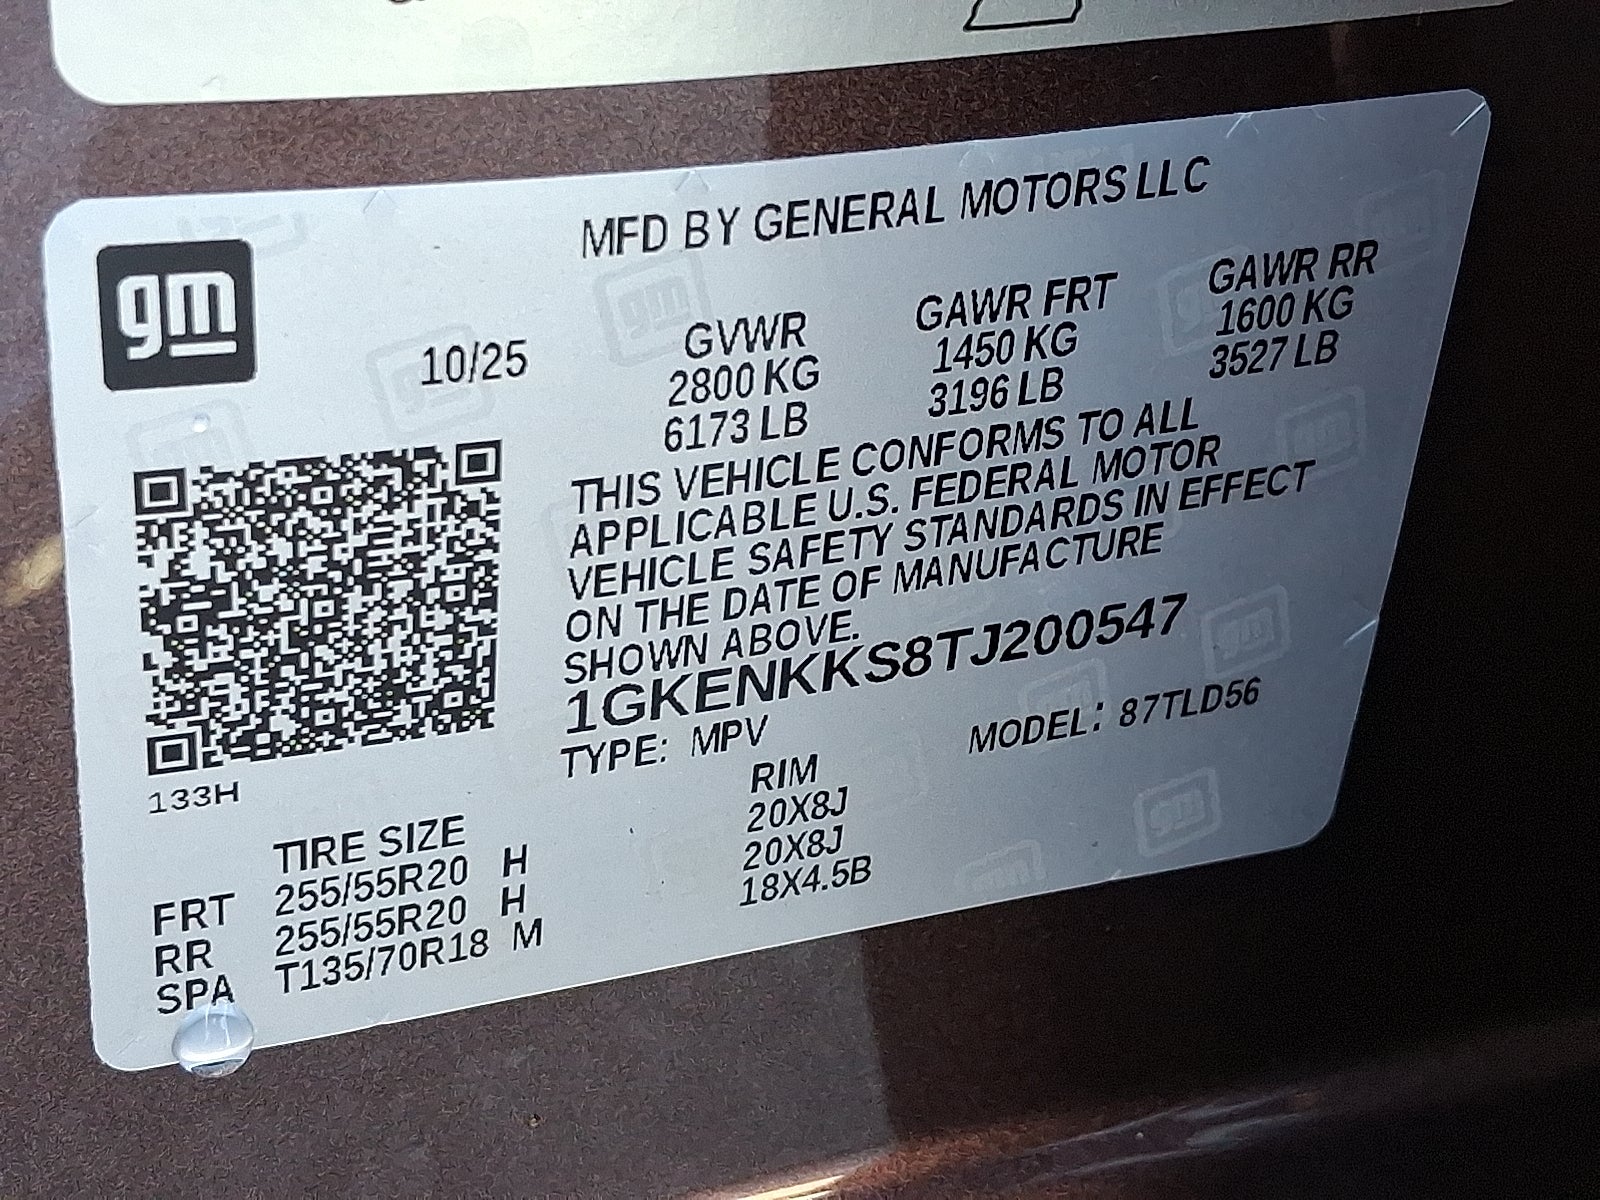 MFD BY GENERAL MOTORS LLC
gm
10/25
GVWR GAWR FRT GAWR RR
2800 KG 1450 KG 1600 KG
6173 LB 3196 LB 3527 LB
THIS VEHICLE CONFORMS TO ALL
APPLICABLE U.S. FEDERAL MOTOR
VEHICLE SAFETY STANDARDS IN EFFECT
ON THE DATE OF MANUFACTURE
SHOWN ABOVE.
1GKENKKS8TJ200547
TYPE: MPV MODEL: 87TLD56
133H
TIRE SIZE RIM
FRT 255/55R20 H 20X8J
RR 255/55R20 H 20X8J
SPA T135/70R18 M 18X4.5B